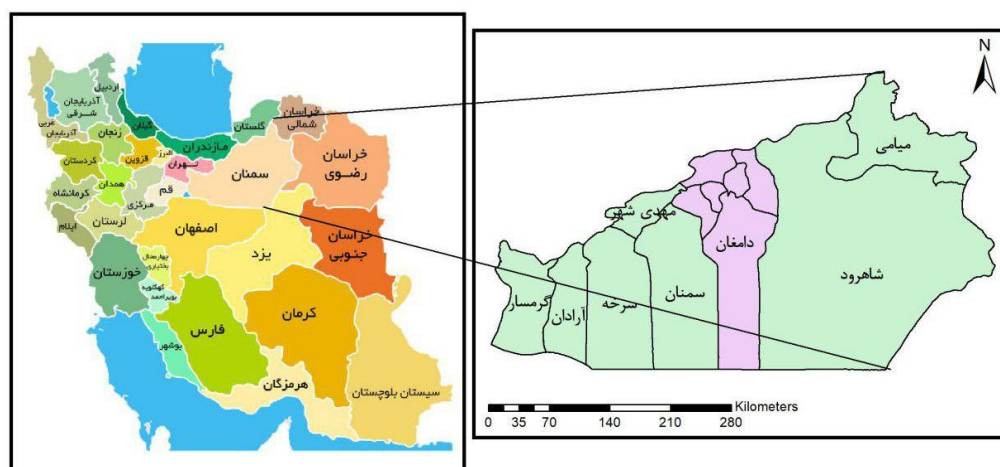 اردبیل
آذربایجان
شرقی
غربی
آذربایجان
گیلان
زنجان
کردستان
قزوین
البرز
تهران
مازندران
گلستان
خراسان
شمالی
خراسان
رضوی
سمنان
همدان
قم
کرمانشاه
مرکزی
ایلام
لرستان
اصفهان
خراسان
جنوبی
یزد
خوزستان
چهارمحال
بختیاری
کهگلویه
بویراحمد
فارس
کرمان
بوشهر
هرمزگان
سیستان بلوچستان
N
میامی
مهدی شهر
دامغان
شاهرود
سمنان
سرخه
آرادان
گرمسار
Kilometers
0 35 70 140 210 280